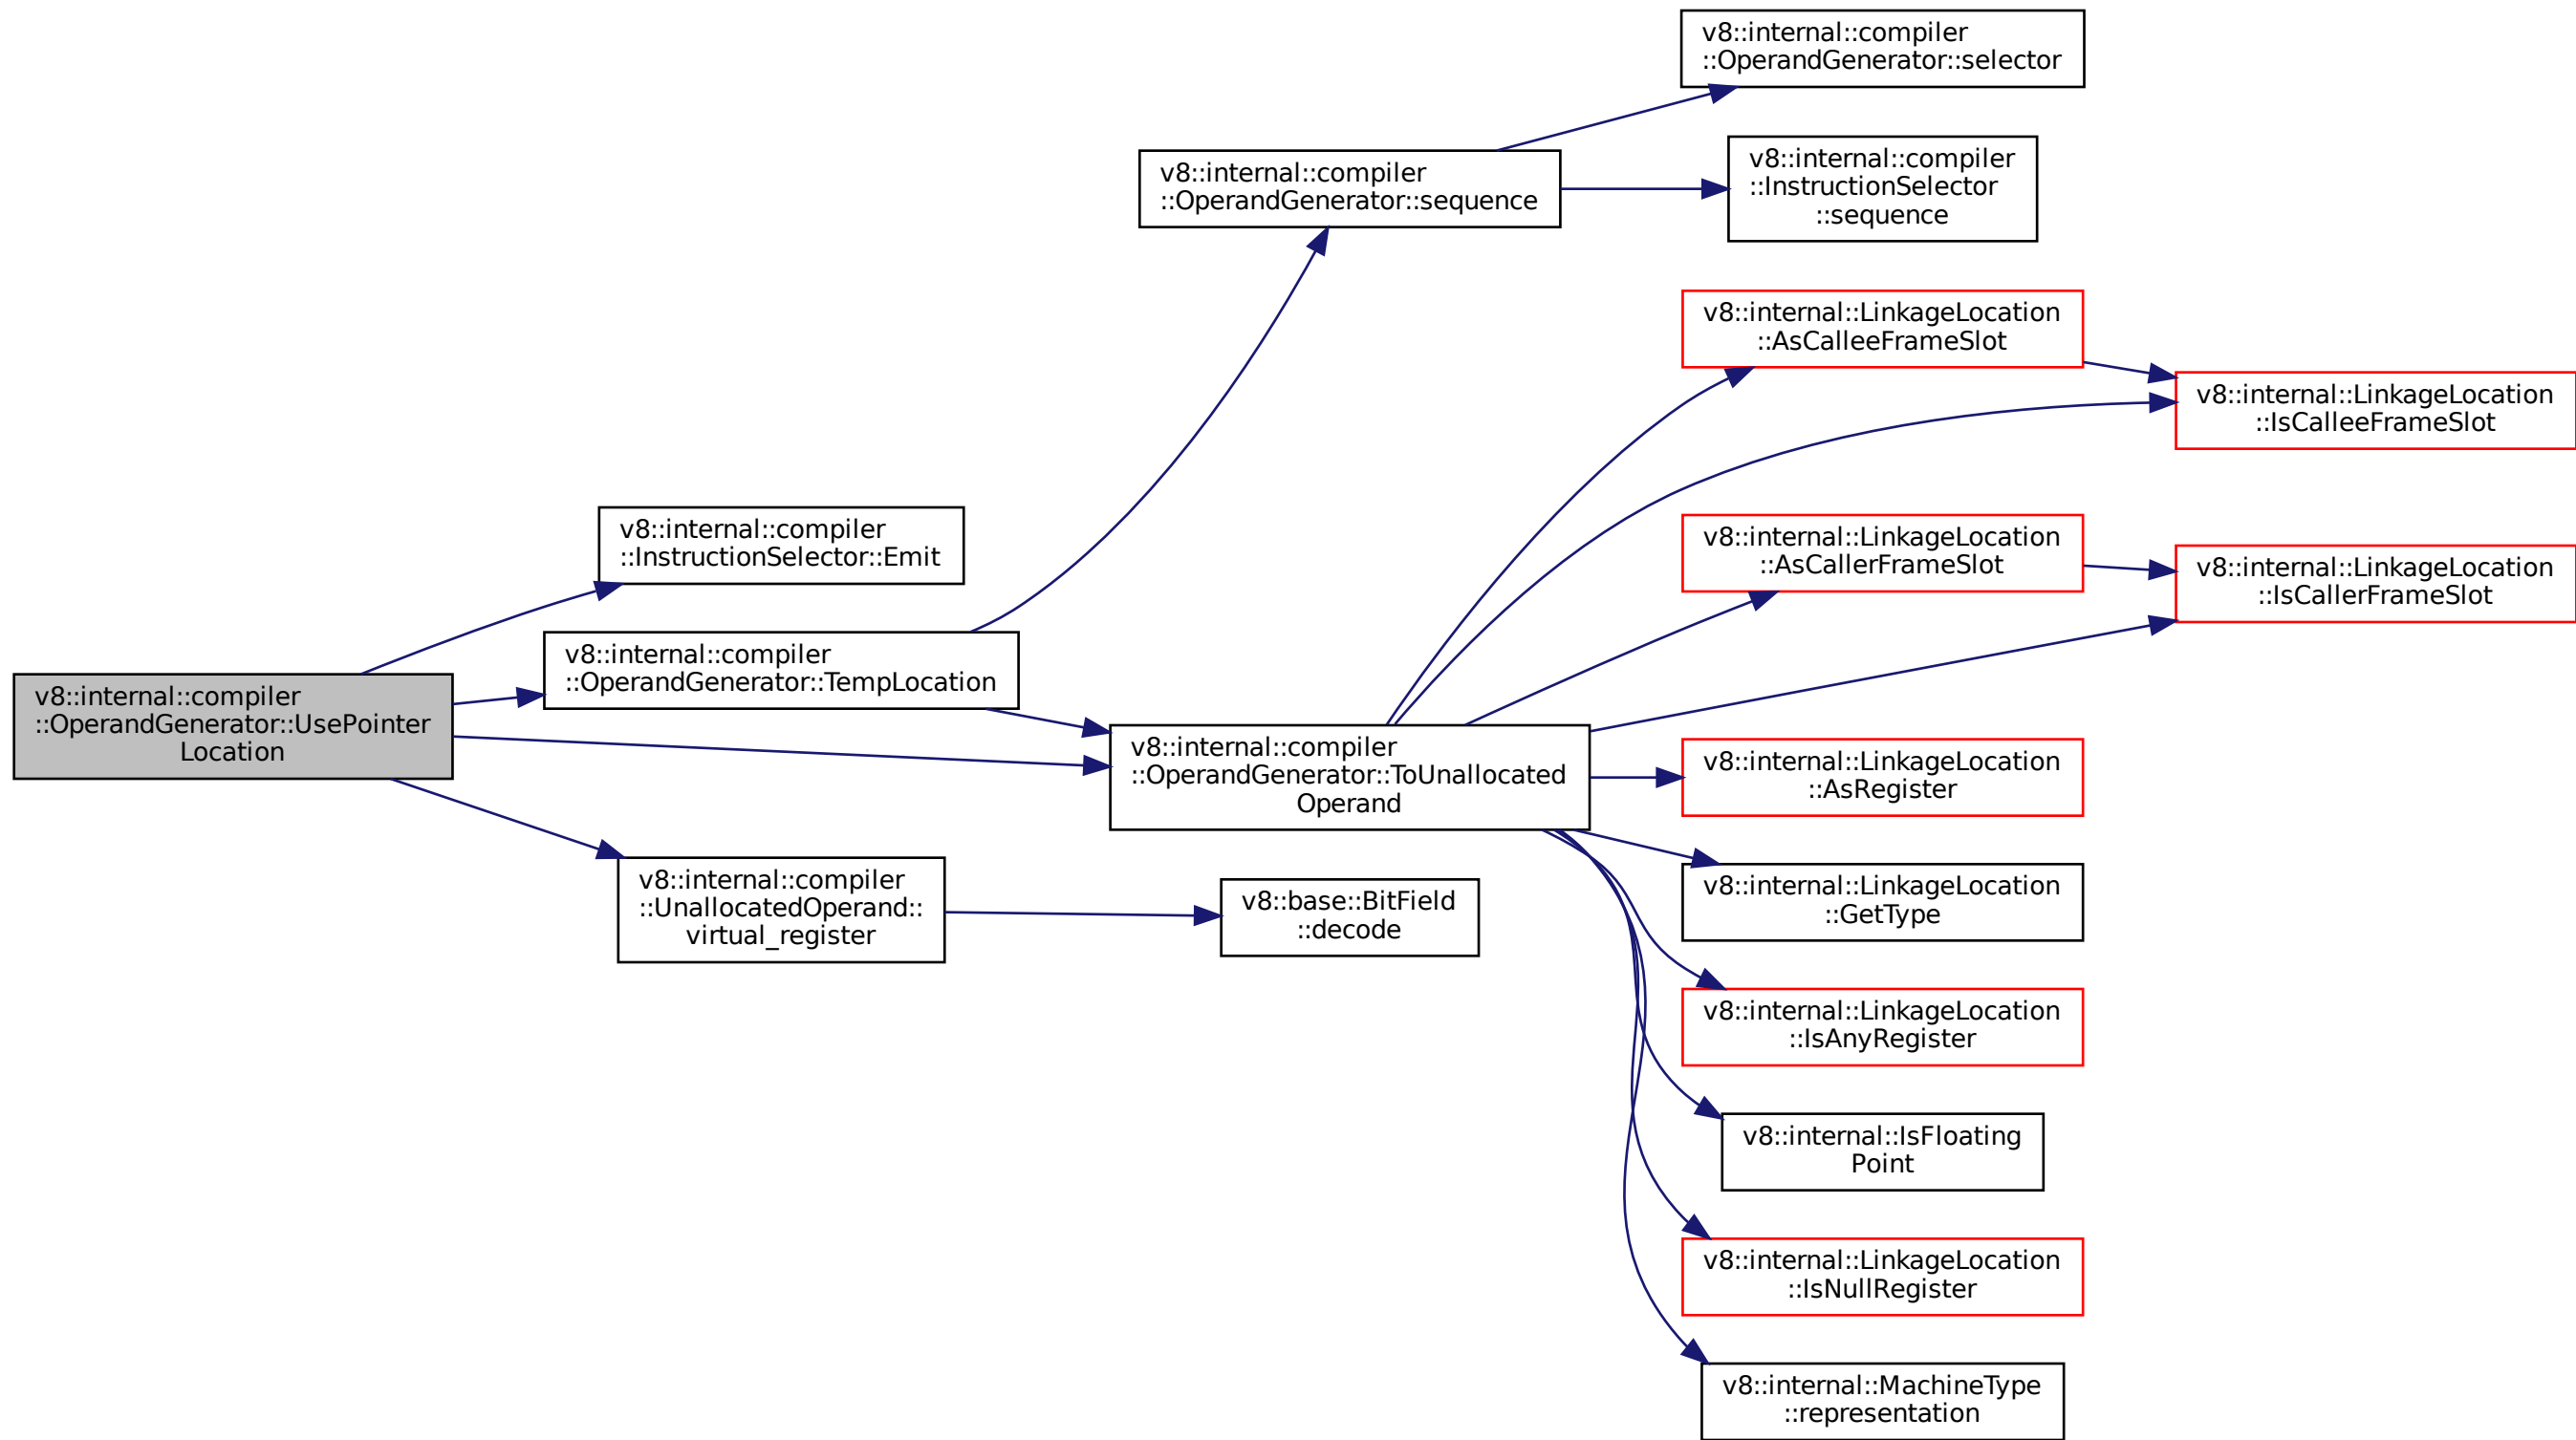 v8::internal::compiler
::OperandGenerator::UsePointer
Location
v8::internal::compiler
::InstructionSelector::Emit
v8::internal::compiler
::OperandGenerator::TempLocation
v8::internal::compiler
::UnallocatedOperand::
virtual_register
v8::internal::compiler
::OperandGenerator::sequence
v8::internal::compiler
::OperandGenerator::ToUnallocated
Operand
v8::base::BitField
::decode
v8::internal::compiler
::OperandGenerator::selector
v8::internal::compiler
::InstructionSelector
::sequence
v8::internal::LinkageLocation
::AsCalleeFrameSlot
v8::internal::LinkageLocation
::AsCallerFrameSlot
v8::internal::LinkageLocation
::AsRegister
v8::internal::LinkageLocation
::GetType
v8::internal::LinkageLocation
::IsAnyRegister
v8::internal::IsFloating
Point
v8::internal::LinkageLocation
::IsNullRegister
v8::internal::MachineType
::representation
v8::internal::LinkageLocation
::IsCalleeFrameSlot
v8::internal::LinkageLocation
::IsCallerFrameSlot